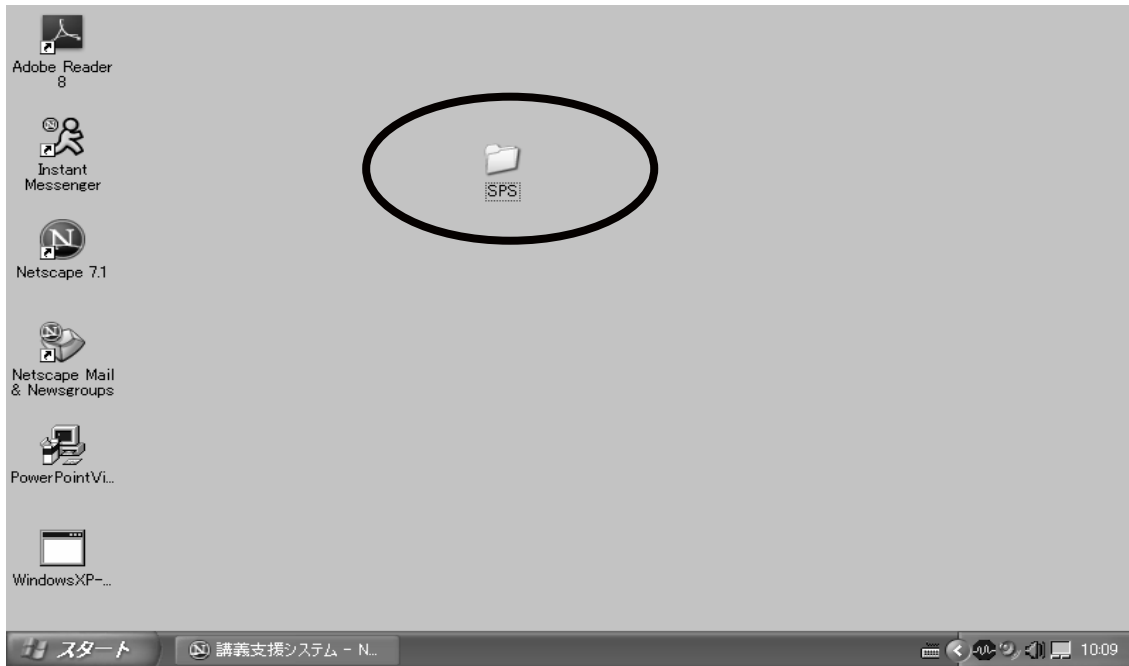 Adobe Reader
8
Instant
Messenger
Netscape 7.1
Netscape Mail
& Newsgroups
PowerPointVi...
WindowsXP-...
SPS
スタート
講義支援システム - N...
10:09